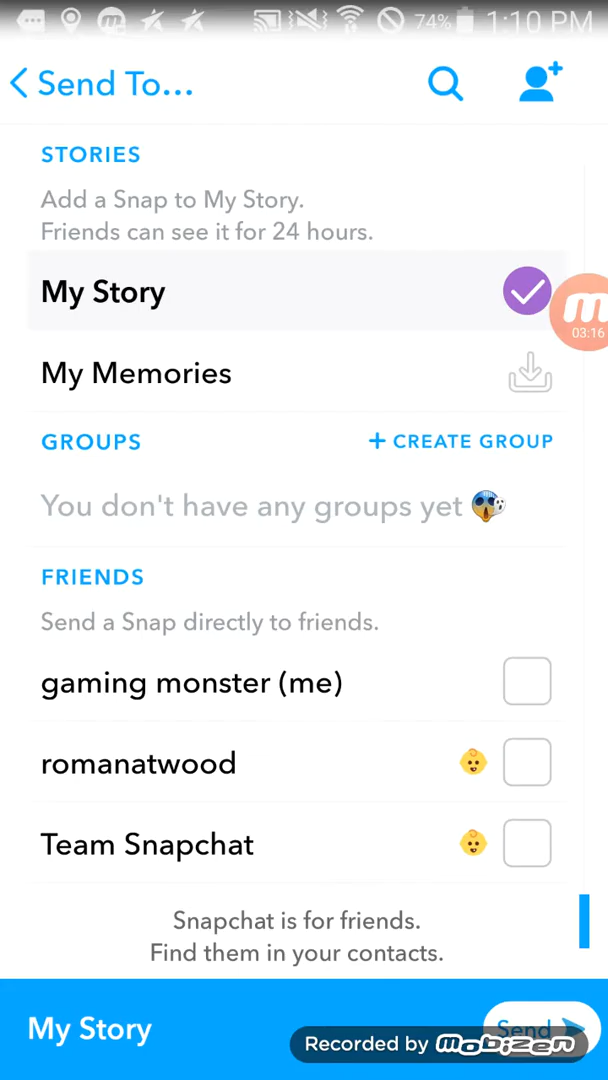 74% 1:10 PM
Send To...
STORIES
Add a Snap to My Story.
Friends can see it for 24 hours.
My Story
03:16
My Memories
GROUPS + CREATE GROUP
You don't have any groups yet
FRIENDS
Send a Snap directly to friends.
gaming monster (me)
romanatwood
Team Snapchat
Snapchat is for friends.
Find them in your contacts.
My Story Send
Recorded by mobizen